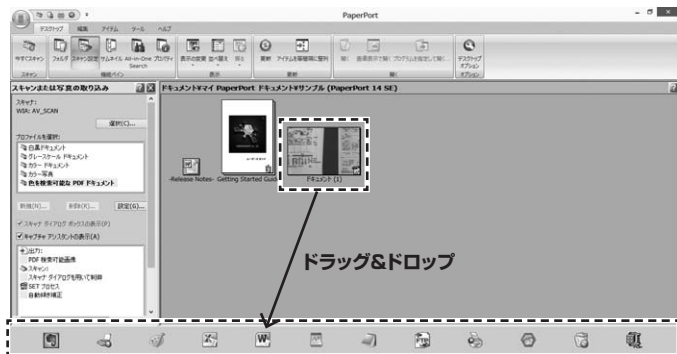 PaperPort
デスクトップ 編集 アイテム ツール ヘルプ
今すぐスキャン フォルダ スキャン設定 サムネイル All-in-One Search プロパティ 表示の変更 並べ替え 戻る 更新 アイテムを等間隔に整列 開く デスクトップ オプション
スキャン 機能ペイン 表示 更新 開く オプション
スキャンまたは写真の取り込み
ドキュメント¥マイ PaperPort ドキュメント¥サンプル (PaperPort 14 SE)
スキャナ:
WIA: AV_SCAN
選択(C)...
プロファイルを選択:
白黒ドキュメント
グレースケール ドキュメント
カラー ドキュメント
カラー写真
色を検索可能な PDF ドキュメント
新規(N)... 削除(R)... 設定(G)...
スキャナ ダイアログ ボックスの表示(P)
キャプチャ アシスタントの表示(A)
出力:
PDF 検索可能画像
スキャン:
スキャナ ダイアログを用いて制御
SET プロセス
自動傾き補正
-Release Notes-
Getting Started Guide
ドキュメント (1)
ドラッグ&ドロップ
FTP